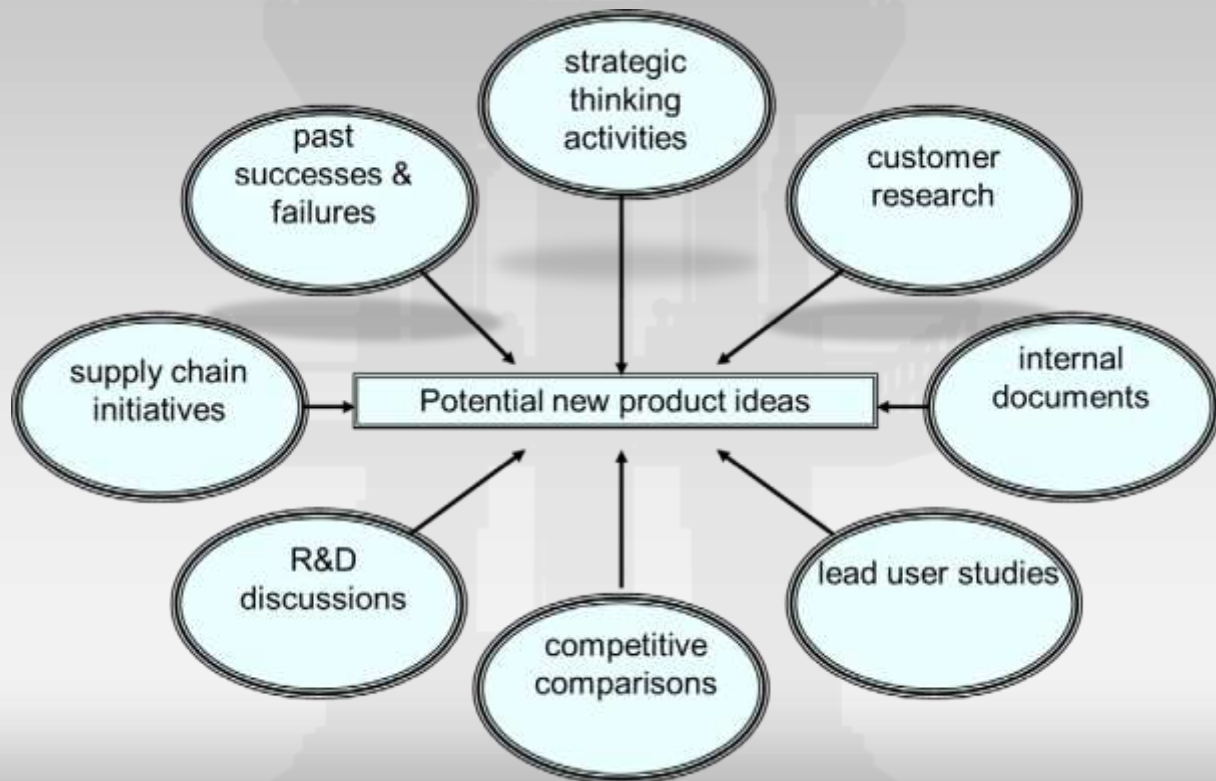 strategic
thinking
activities
past
successes &
failures
customer
research
supply chain
initiatives
Potential new product ideas
internal
documents
R&D
discussions
competitive
comparisons
lead user studies